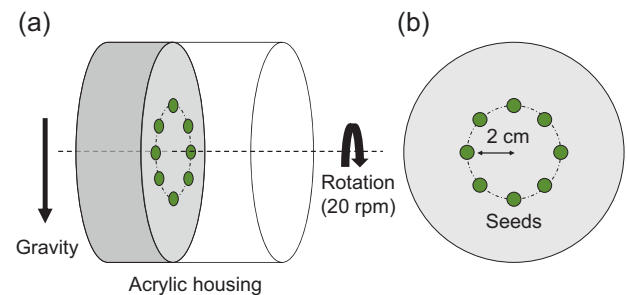 (a)
(b)
Gravity
Rotation
(20 rpm)
Acrylic housing
2 cm
Seeds